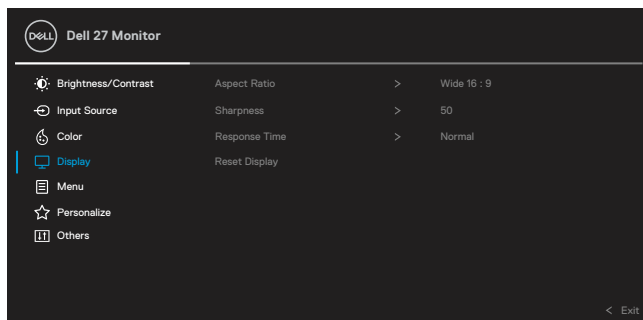 DELL Dell 27 Monitor
Brightness/Contrast Aspect Ratio > Wide 16 : 9
Input Source Sharpness > 50
Color Response Time > Normal
Display Reset Display
Menu
Personalize
Others
< Exit